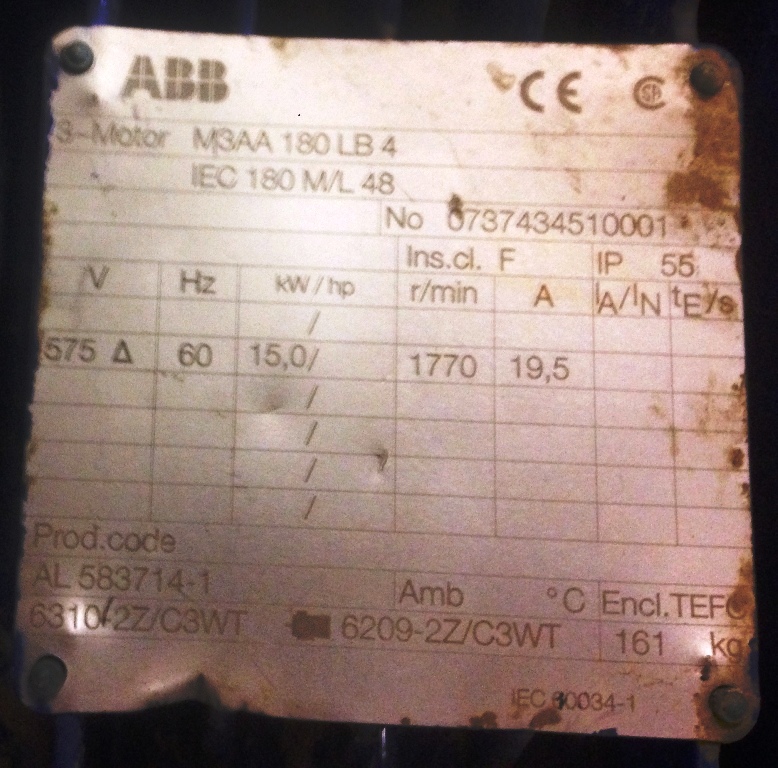 ABB CE CSA
3~Motor M3AA 180 LB 4
IEC 180 M/L 48
No 0737434510001
Ins.cl. F IP 55
V Hz kW/hp r/min A IA/IN tE/s
/
575 Δ 60 15,0/ 1770 19,5
/
/
/
/
Prod.code
AL 583714-1 Amb °C Encl.TEFC
6310/2Z/C3WT 6209-2Z/C3WT 161 kg
IEC 60034-1